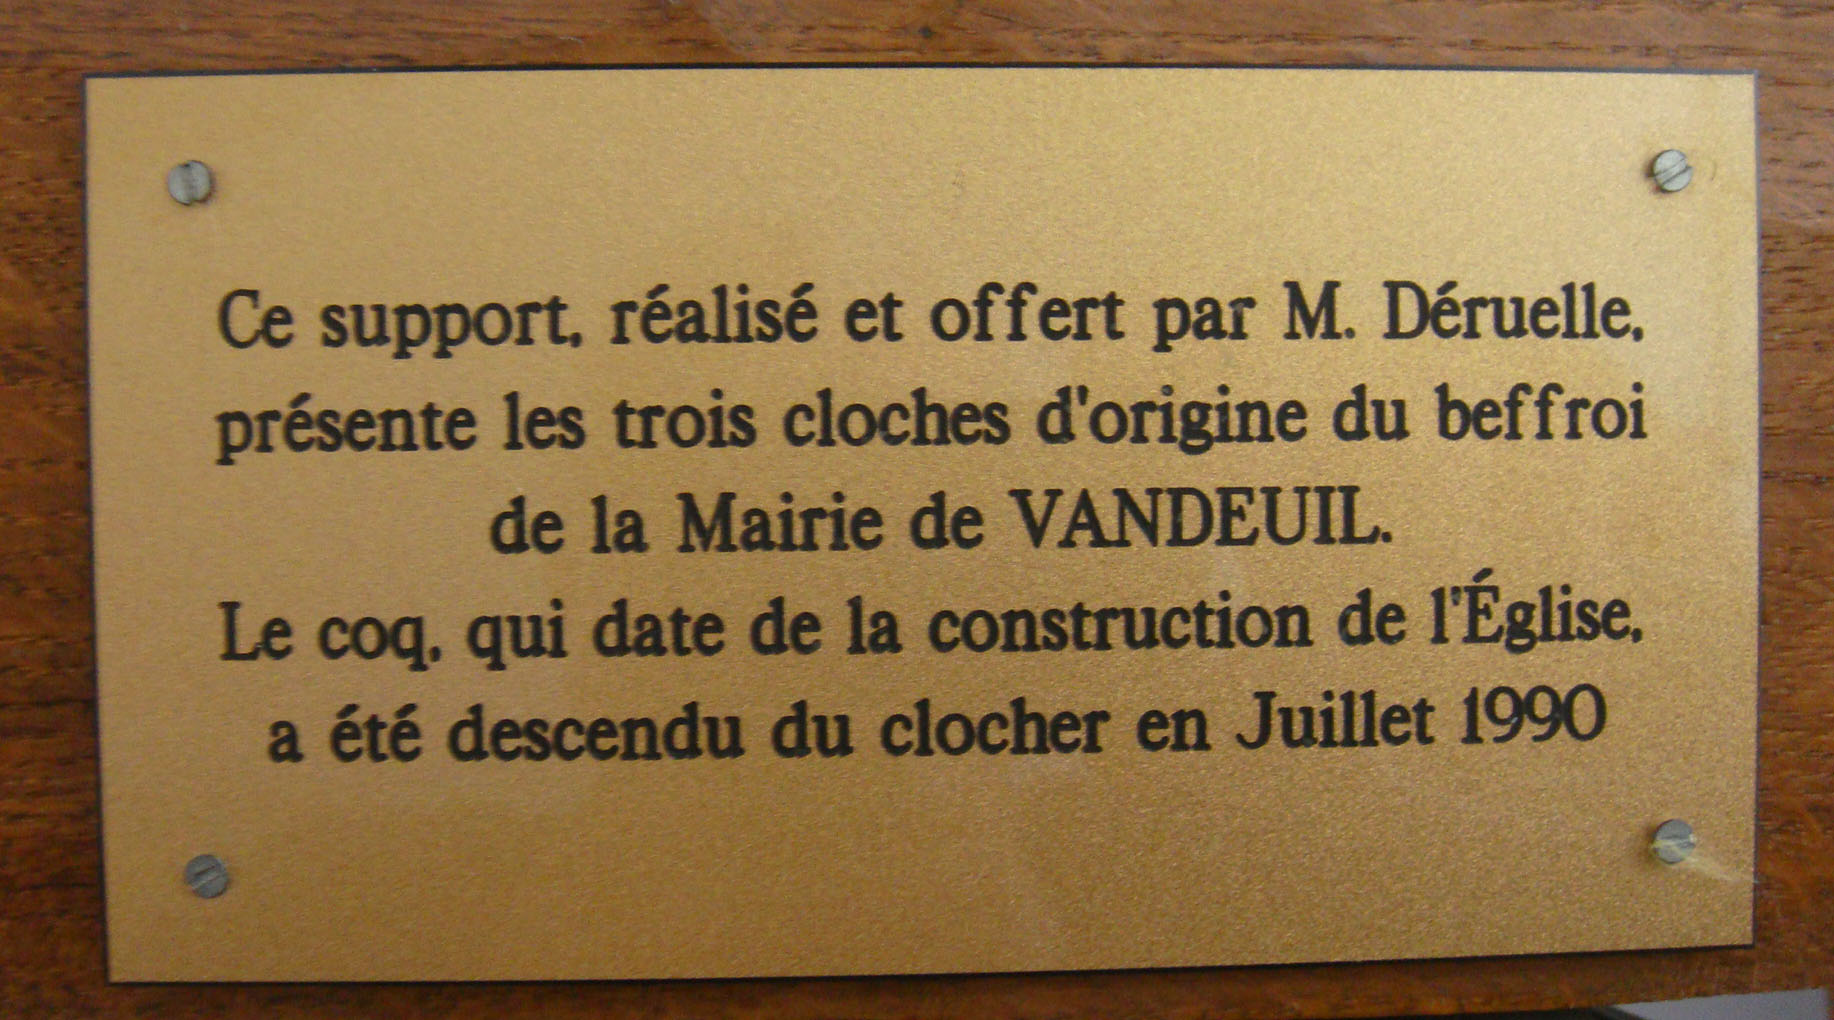 Ce support, réalisé et offert par M. Déruelle,
présente les trois cloches d'origine du beffroi
de la Mairie de VANDEUIL.
Le coq, qui date de la construction de l'Église,
a été descendu du clocher en Juillet 1990